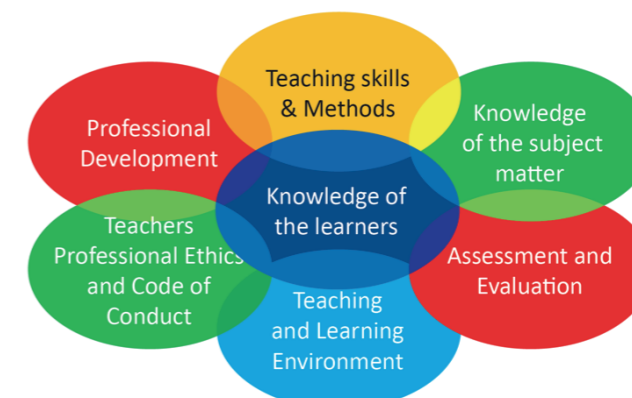 Teaching skills
& Methods
Professional
Development
Knowledge
of the subject
matter
Knowledge of
the learners
Teachers
Professional Ethics
and Code of
Conduct
Assessment and
Evaluation
Teaching
and Learning
Environment